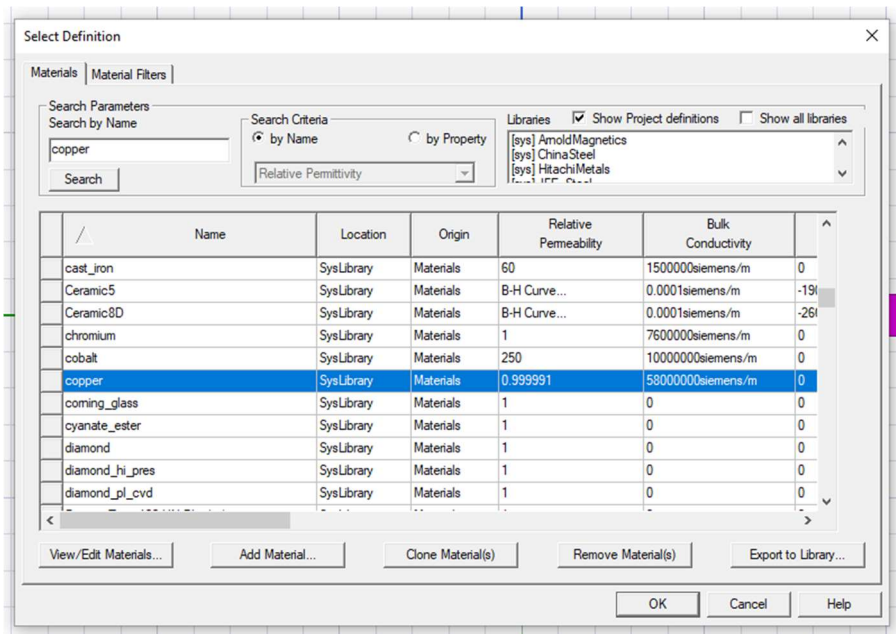 Select Definition
Materials
Material Filters
Search Parameters
Search by Name
copper
Search
Search Criteria
by Name
by Property
Relative Permittivity
Libraries
Show Project definitions
Show all libraries
[sys] ArnoldMagnetics
[sys] ChinaSteel
[sys] HitachiMetals
Name Location Origin Relative Permeability Bulk Conductivity
cast_iron SysLibrary Materials 60 1500000siemens/m 0
Ceramic5 SysLibrary Materials B-H Curve... 0.0001siemens/m -190
Ceramic8D SysLibrary Materials B-H Curve... 0.0001siemens/m -260
chromium SysLibrary Materials 1 7600000siemens/m 0
cobalt SysLibrary Materials 250 10000000siemens/m 0
copper SysLibrary Materials 0.999991 58000000siemens/m 0
corning_glass SysLibrary Materials 1 0 0
cyanate_ester SysLibrary Materials 1 0 0
diamond SysLibrary Materials 1 0 0
diamond_hi_pres SysLibrary Materials 1 0 0
diamond_pl_cvd SysLibrary Materials 1 0 0
View/Edit Materials...
Add Material...
Clone Material(s)
Remove Material(s)
Export to Library...
OK
Cancel
Help